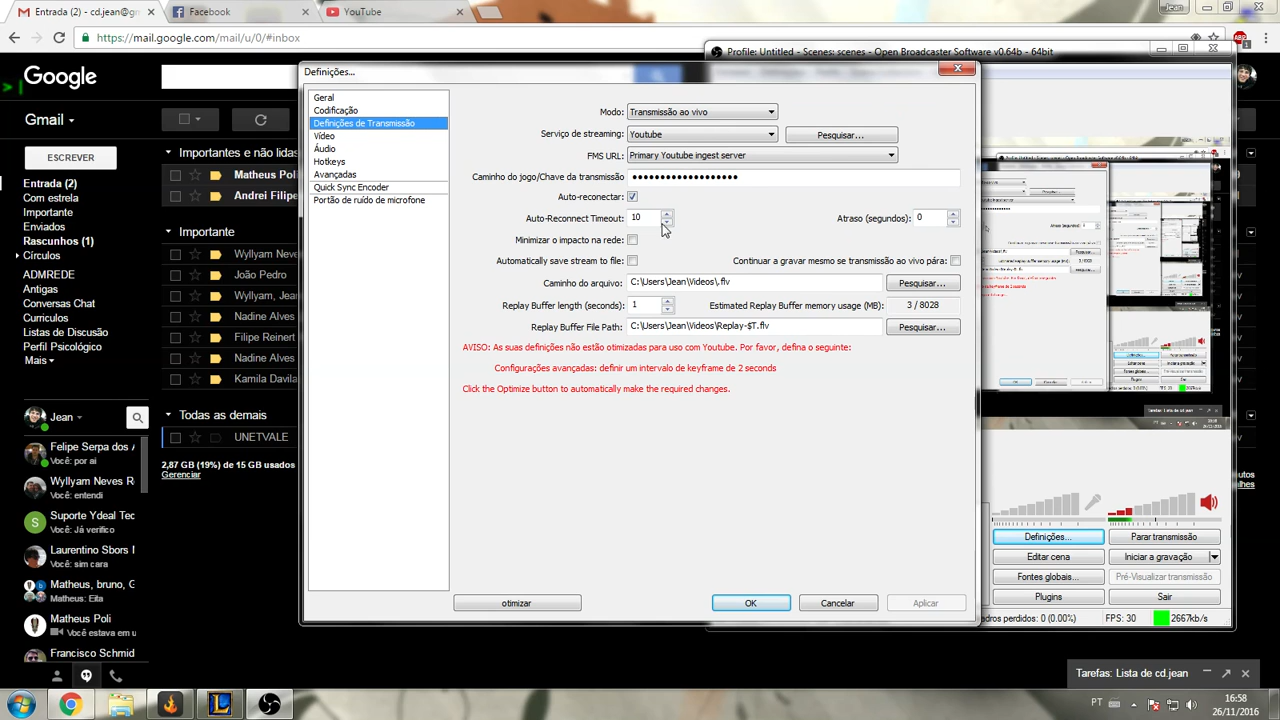 Entrada (2) - cd.jean@gm
Facebook
YouTube
Jean
https://mail.google.com/mail/u/0/#inbox
Profile: Untitled - Scenes: scenes - Open Broadcaster Software v0.64b - 64bit
Google
Gmail
ESCREVER
Importantes e não lidas
Matheus Pol
Andrei Filipe
Entrada (2)
Com estrela
Importante
Enviados
Rascunhos (1)
Círculos
ADMREDE
Antigas
Conversas Chat
Curriculos
Listas de Discussão
Perfil Psicológico
Mais
Importante
Wyllyam Neves
João Pedro
Wyllyam, Jean
Nadine Alves
Filipe Reinert
Nadine Alves
Kamila Davila
Todas as demais
UNETVALE
Jean
2,87 GB (19%) of 15 GB usados
Gerenciar
Felipe Serpa dos A
Você: por ai
Wyllyam Neves Re
Você: entendi
Suporte Ydeal Tec
Você: Já verifico
Laurentino Sbors N
Você: sim cara
Matheus, bruno, G
Matheus: Eita
Matheus Poli
Você estava em u
Francisco Schmid
Definições...
Geral
Codificação
Definições de Transmissão
Vídeo
Áudio
Hotkeys
Avançadas
Quick Sync Encoder
Portão de ruído de microfone
Modo: Transmissão ao vivo
Serviço de streaming: Youtube Pesquisar...
FMS URL: Primary Youtube ingest server
Caminho do jogo/Chave da transmissão
Auto-reconectar:
Auto-Reconnect Timeout: 10 Atraso (segundos): 0
Minimizar o impacto na rede:
Automatically save stream to file: Continuar a gravar mesmo se transmissão ao vivo pára:
Caminho do arquivo: C:\Users\Jean\Videos\.flv Pesquisar...
Replay Buffer length (seconds): 1 Estimated Replay Buffer memory usage (MB): 3 / 8028
Replay Buffer File Path: C:\Users\Jean\Videos\Replay-$T.flv Pesquisar...
AVISO: As suas definições não estão otimizadas para uso com Youtube. Por favor, defina o seguinte:
Configurações avançadas: definir um intervalo de keyframe da 2 seconds
Click the Optimize button to automatically make the required changes.
otimizar OK Cancelar Aplicar
Definições... Parar transmissão
Editar cena Iniciar a gravação
Fontes globais... Pré-Visualizar transmissão
Plugins Sair
adros perdidos: 0 (0.00%) FPS: 30 2667kb/s
Tarefas: Lista de cd.jean
PT
16:58
26/11/2016